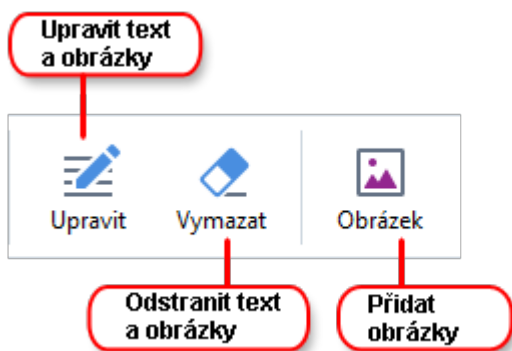 Upravit text
a obrázky
Upravit
Vymazat
Obrázek
Odstranit text
a obrázky
Přidat
obrázky